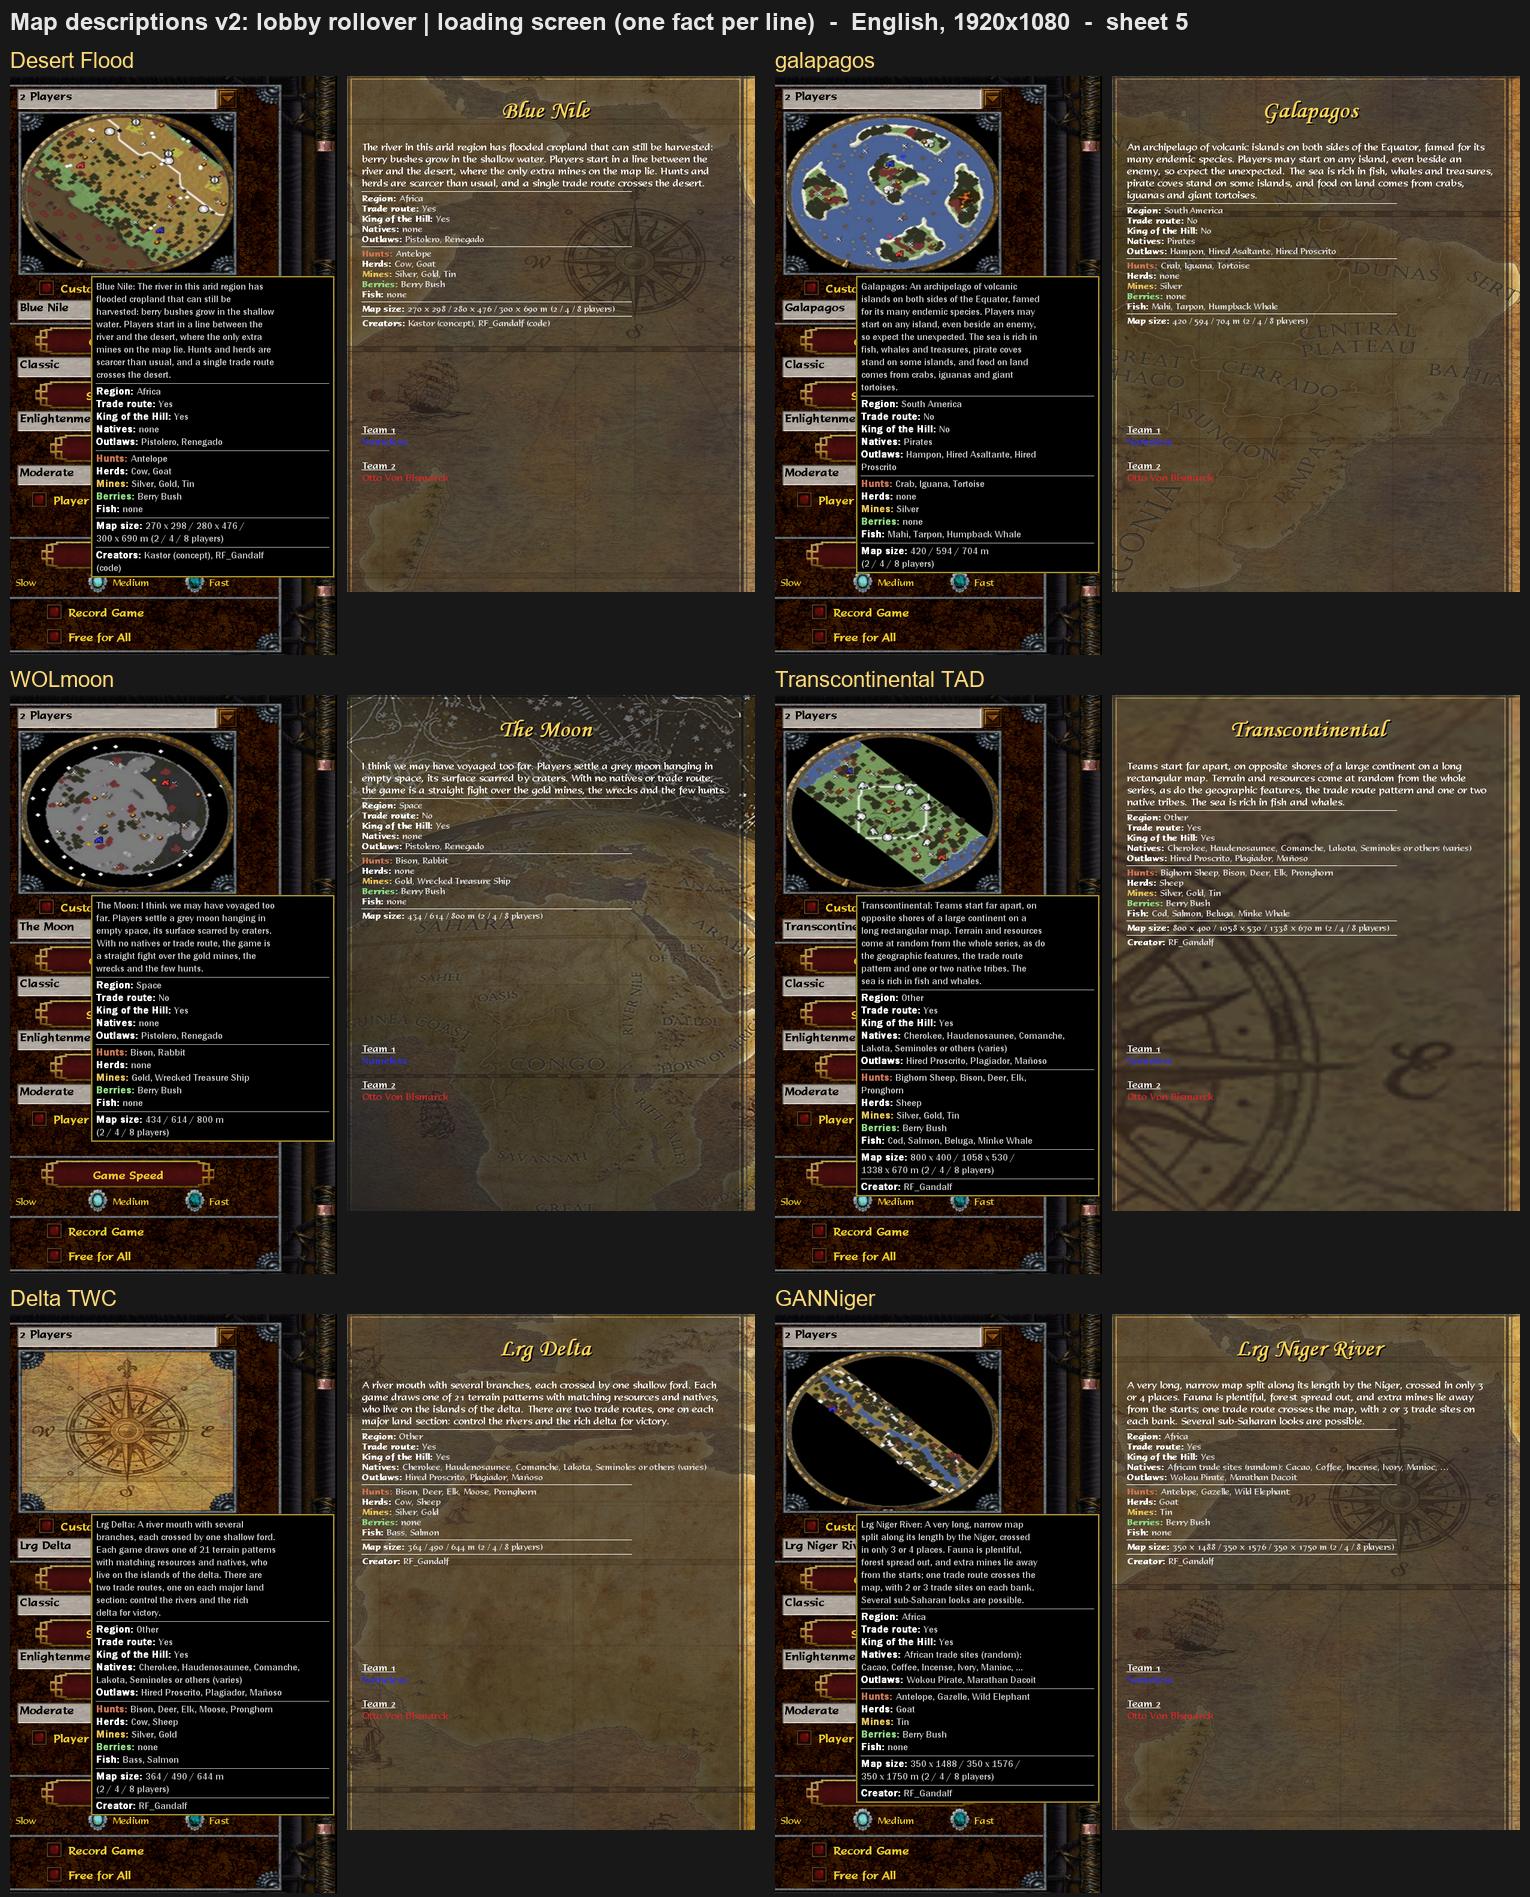 Map descriptions v2: lobby rollover | loading screen (one fact per line)  -  English, 1920x1080  -  sheet 5
Desert Flood
2 Players
Custo
Blue Nile
Classic
Enlightenme
Moderate
Player
Blue Nile: The river in this arid region has
flooded cropland that can still be
harvested: berry bushes grow in the shallow
water. Players start in a line between the
river and the desert, where the only extra
mines on the map lie. Hunts and herds are
scarcer than usual, and a single trade route
crosses the desert.
Region: Africa
Trade route: Yes
King of the Hill: Yes
Natives: none
Outlaws: Pistolero, Renegado
Hunts: Antelope
Herds: Cow, Goat
Mines: Silver, Gold, Tin
Berries: Berry Bush
Fish: none
Map size: 270 x 298 / 280 x 476 /
300 x 690 m (2 / 4 / 8 players)
Creators: Kastor (concept), RF_Gandalf
(code)
Slow Medium Fast
Record Game
Free for All
Blue Nile
The river in this arid region has flooded cropland that can still be harvested:
berry bushes grow in the shallow water. Players start in a line between the
river and the desert, where the only extra mines on the map lie. Hunts and
herds are scarcer than usual, and a single trade route crosses the desert.
Region: Africa
Trade route: Yes
King of the Hill: Yes
Natives: none
Outlaws: Pistolero, Renegado
Hunts: Antelope
Herds: Cow, Goat
Mines: Silver, Gold, Tin
Berries: Berry Bush
Fish: none
Map size: 270 x 298 / 280 x 476 / 300 x 690 m (2 / 4 / 8 players)
Creators: Kastor (concept), RF_Gandalf (code)
Team 1
Team 2
Otto Von Bismarck
galapagos
2 Players
Custo
Galapagos
Classic
Enlightenme
Moderate
Player
Galapagos: An archipelago of volcanic
islands on both sides of the Equator, famed
for its many endemic species. Players may
start on any island, even beside an enemy,
so expect the unexpected. The sea is rich in
fish, whales and treasures, pirate coves
stand on some islands, and food on land
comes from crabs, iguanas and giant
tortoises.
Region: South America
Trade route: No
King of the Hill: No
Natives: Pirates
Outlaws: Hampon, Hired Asaltante, Hired
Proscrito
Hunts: Crab, Iguana, Tortoise
Herds: none
Mines: Silver
Berries: none
Fish: Mahi, Tarpon, Humpback Whale
Map size: 420 / 594 / 704 m
(2 / 4 / 8 players)
Slow Medium Fast
Record Game
Free for All
Galapagos
An archipelago of volcanic islands on both sides of the Equator, famed for its
many endemic species. Players may start on any island, even beside an
enemy, so expect the unexpected. The sea is rich in fish, whales and treasures,
pirate coves stand on some islands, and food on land comes from crabs,
iguanas and giant tortoises.
Region: South America
Trade route: No
King of the Hill: No
Natives: Pirates
Outlaws: Hampon, Hired Asaltante, Hired Proscrito
Hunts: Crab, Iguana, Tortoise
Herds: none
Mines: Silver
Berries: none
Fish: Mahi, Tarpon, Humpback Whale
Map size: 420 / 594 / 704 m (2 / 4 / 8 players)
DUNAS
CENTRAL
PLATEAU
CERRADO
BAHIA
ASUNCION
Team 1
Team 2
Otto Von Bismarck
WOLmoon
2 Players
Custo
The Moon
Classic
Enlightenme
Moderate
Player
The Moon: I think we may have voyaged too
far. Players settle a grey moon hanging in
empty space, its surface scarred by craters.
With no natives or trade route, the game is
a straight fight over the gold mines, the
wrecks and the few hunts.
Region: Space
Trade route: No
King of the Hill: Yes
Natives: none
Outlaws: Pistolero, Renegado
Hunts: Bison, Rabbit
Herds: none
Mines: Gold, Wrecked Treasure Ship
Berries: Berry Bush
Fish: none
Map size: 434 / 614 / 800 m
(2 / 4 / 8 players)
Game Speed
Slow Medium Fast
Record Game
Free for All
The Moon
I think we may have voyaged too far. Players settle a grey moon hanging in
empty space, its surface scarred by craters. With no natives or trade route,
the game is a straight fight over the gold mines, the wrecks and the few hunts.
Region: Space
Trade route: No
King of the Hill: Yes
Natives: none
Outlaws: Pistolero, Renegado
Hunts: Bison, Rabbit
Herds: none
Mines: Gold, Wrecked Treasure Ship
Berries: Berry Bush
Fish: none
Map size: 434 / 614 / 800 m (2 / 4 / 8 players)
SAHARA
SAHEL
OASIS
RIVER NILE
CONGO
SAVANNAH
GREAT
Team 1
Team 2
Otto Von Bismarck
Transcontinental TAD
2 Players
Custo
Transcontine
Classic
Enlightenme
Moderate
Player
Transcontinental: Teams start far apart, on
opposite shores of a large continent on a
long rectangular map. Terrain and resources
come at random from the whole series, as do
the geographic features, the trade route
pattern and one or two native tribes. The
sea is rich in fish and whales.
Region: Other
Trade route: Yes
King of the Hill: Yes
Natives: Cherokee, Haudenosaunee, Comanche,
Lakota, Seminoles or others (varies)
Outlaws: Hired Proscrito, Plagiador, Mañoso
Hunts: Bighorn Sheep, Bison, Deer, Elk,
Pronghorn
Herds: Sheep
Mines: Silver, Gold, Tin
Berries: Berry Bush
Fish: Cod, Salmon, Beluga, Minke Whale
Map size: 800 x 400 / 1058 x 530 /
1338 x 670 m (2 / 4 / 8 players)
Creator: RF_Gandalf
Slow Medium Fast
Record Game
Free for All
Transcontinental
Teams start far apart, on opposite shores of a large continent on a long
rectangular map. Terrain and resources come at random from the whole
series, as do the geographic features, the trade route pattern and one or two
native tribes. The sea is rich in fish and whales.
Region: Other
Trade route: Yes
King of the Hill: Yes
Natives: Cherokee, Haudenosaunee, Comanche, Lakota, Seminoles or others (varies)
Outlaws: Hired Proscrito, Plagiador, Mañoso
Hunts: Bighorn Sheep, Bison, Deer, Elk, Pronghorn
Herds: Sheep
Mines: Silver, Gold, Tin
Berries: Berry Bush
Fish: Cod, Salmon, Beluga, Minke Whale
Map size: 800 x 400 / 1058 x 530 / 1338 x 670 m (2 / 4 / 8 players)
Creator: RF_Gandalf
Team 1
Team 2
Otto Von Bismarck
Delta TWC
2 Players
Custo
Lrg Delta
Classic
Enlightenme
Moderate
Player
Lrg Delta: A river mouth with several
branches, each crossed by one shallow ford.
Each game draws one of 21 terrain patterns
with matching resources and natives, who
live on the islands of the delta. There are
two trade routes, one on each major land
section: control the rivers and the rich
delta for victory.
Region: Other
Trade route: Yes
King of the Hill: Yes
Natives: Cherokee, Haudenosaunee, Comanche,
Lakota, Seminoles or others (varies)
Outlaws: Hired Proscrito, Plagiador, Mañoso
Hunts: Bison, Deer, Elk, Moose, Pronghorn
Herds: Cow, Sheep
Mines: Silver, Gold
Berries: none
Fish: Bass, Salmon
Map size: 364 / 490 / 644 m
(2 / 4 / 8 players)
Creator: RF_Gandalf
Slow Medium Fast
Record Game
Free for All
Lrg Delta
A river mouth with several branches, each crossed by one shallow ford. Each
game draws one of 21 terrain patterns with matching resources and natives,
who live on the islands of the delta. There are two trade routes, one on each
major land section: control the rivers and the rich delta for victory.
Region: Other
Trade route: Yes
King of the Hill: Yes
Natives: Cherokee, Haudenosaunee, Comanche, Lakota, Seminoles or others (varies)
Outlaws: Hired Proscrito, Plagiador, Mañoso
Hunts: Bison, Deer, Elk, Moose, Pronghorn
Herds: Cow, Sheep
Mines: Silver, Gold
Berries: none
Fish: Bass, Salmon
Map size: 364 / 490 / 644 m (2 / 4 / 8 players)
Creator: RF_Gandalf
Team 1
Team 2
Otto Von Bismarck
GANNiger
2 Players
Custo
Lrg Niger Riv
Classic
Enlightenme
Moderate
Player
Lrg Niger River: A very long, narrow map
split along its length by the Niger, crossed
in only 3 or 4 places. Fauna is plentiful,
forest spread out, and extra mines lie away
from the starts; one trade route crosses the
map, with 2 or 3 trade sites on each bank.
Several sub-Saharan looks are possible.
Region: Africa
Trade route: Yes
King of the Hill: Yes
Natives: African trade sites (random):
Cacao, Coffee, Incense, Ivory, Manioc, ...
Outlaws: Wokou Pirate, Marathan Dacoit
Hunts: Antelope, Gazelle, Wild Elephant
Herds: Goat
Mines: Tin
Berries: Berry Bush
Fish: none
Map size: 350 x 1488 / 350 x 1576 /
350 x 1750 m (2 / 4 / 8 players)
Creator: RF_Gandalf
Slow Medium Fast
Record Game
Free for All
Lrg Niger River
A very long, narrow map split along its length by the Niger, crossed in only 3
or 4 places. Fauna is plentiful, forest spread out, and extra mines lie away
from the starts; one trade route crosses the map, with 2 or 3 trade sites on
each bank. Several sub-Saharan looks are possible.
Region: Africa
Trade route: Yes
King of the Hill: Yes
Natives: African trade sites (random): Cacao, Coffee, Incense, Ivory, Manioc, ...
Outlaws: Wokou Pirate, Marathan Dacoit
Hunts: Antelope, Gazelle, Wild Elephant
Herds: Goat
Mines: Tin
Berries: Berry Bush
Fish: none
Map size: 350 x 1488 / 350 x 1576 / 350 x 1750 m (2 / 4 / 8 players)
Creator: RF_Gandalf
Team 1
Team 2
Otto Von Bismarck